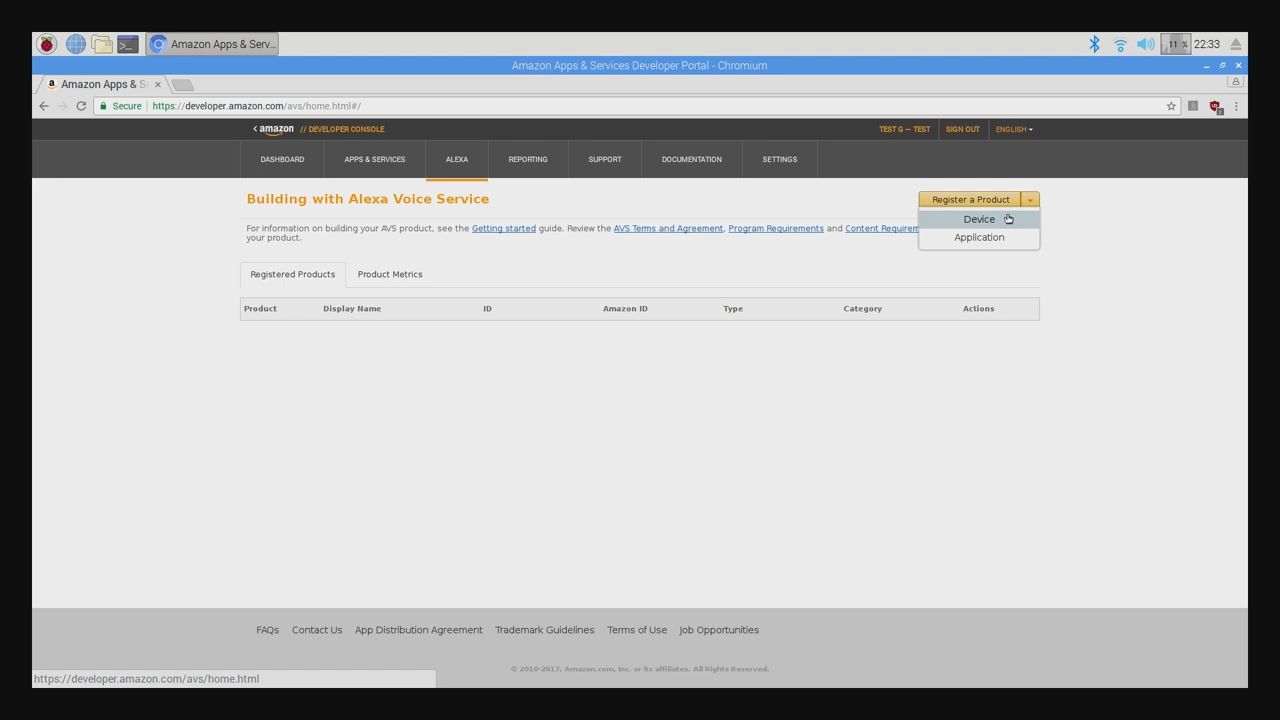 Amazon Apps & Serv...
11 %
22:33
Amazon Apps & Services Developer Portal - Chromium
Amazon Apps & S
Secure
https://developer.amazon.com/avs/home.html#/
amazon // DEVELOPER CONSOLE
TEST G — TEST
SIGN OUT
ENGLISH
DASHBOARD
APPS & SERVICES
ALEXA
REPORTING
SUPPORT
DOCUMENTATION
SETTINGS
Building with Alexa Voice Service
Register a Product
Device
Application
For information on building your AVS product, see the Getting started guide. Review the AVS Terms and Agreement, Program Requirements and Content Requirem
your product.
Registered Products
Product Metrics
Product
Display Name
ID
Amazon ID
Type
Category
Actions
FAQs
Contact Us
App Distribution Agreement
Trademark Guidelines
Terms of Use
Job Opportunities
© 2010-2017, Amazon.com, Inc. or its affiliates. All Rights Reserved.
https://developer.amazon.com/avs/home.html